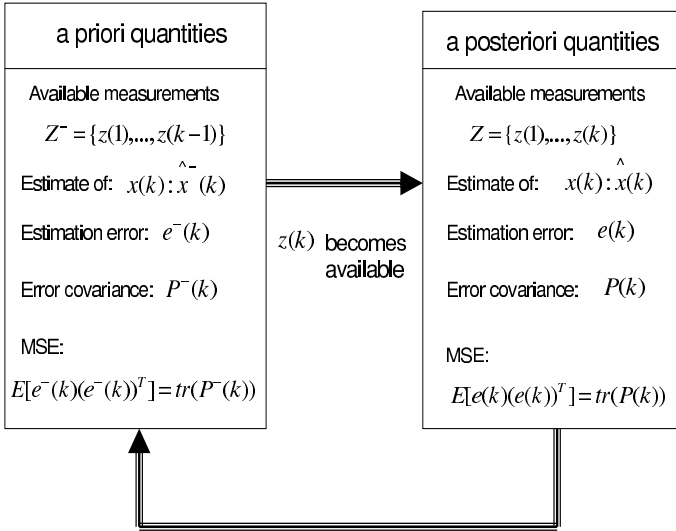 a priori quantities
Available measurements
Z⁻ = {z(1),...,z(k−1)}
Estimate of: x(k): x̂⁻(k)
Estimation error: e⁻(k)
Error covariance: P⁻(k)
MSE:
E[e⁻(k)(e⁻(k))ᵀ] = tr(P⁻(k))
z(k) becomes
available
a posteriori quantities
Available measurements
Z = {z(1),...,z(k)}
Estimate of: x(k): x̂(k)
Estimation error: e(k)
Error covariance: P(k)
MSE:
E[e(k)(e(k))ᵀ] = tr(P(k))